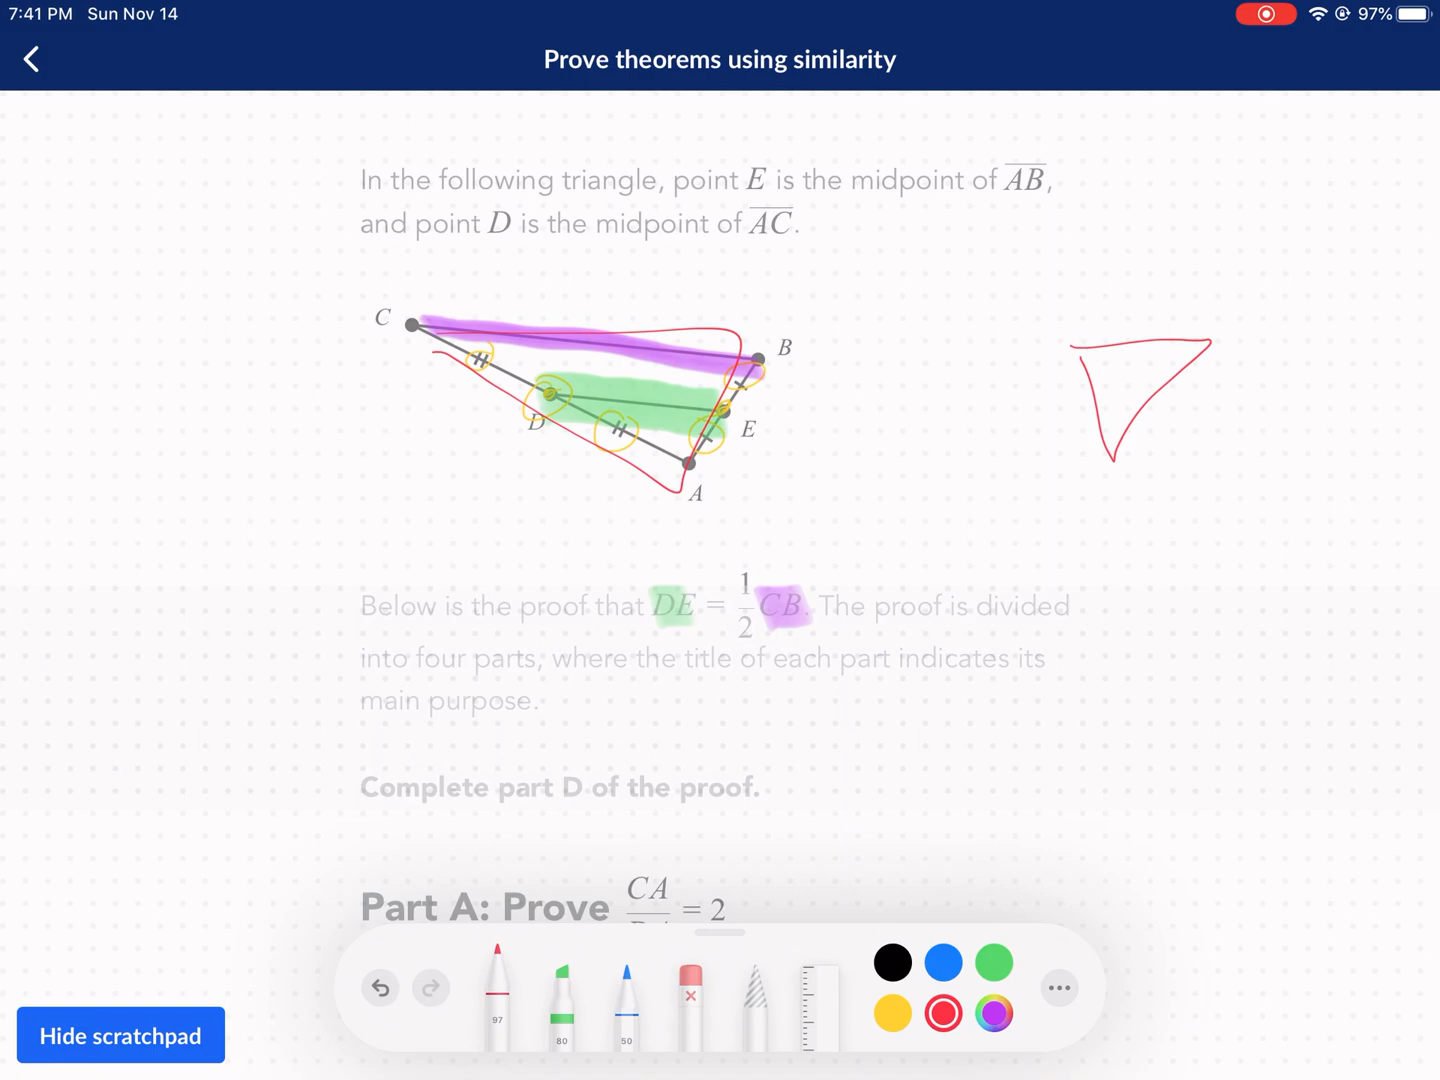 7:41 PM Sun Nov 14
97%
Prove theorems using similarity
In the following triangle, point E is the midpoint of AB,
and point D is the midpoint of AC.
C
B
D
E
A
Below is the proof that DE = 1/2 CB. The proof is divided
into four parts, where the title of each part indicates its
main purpose.
Complete part D of the proof.
Part A: Prove CA = 2
97
80
50
Hide scratchpad